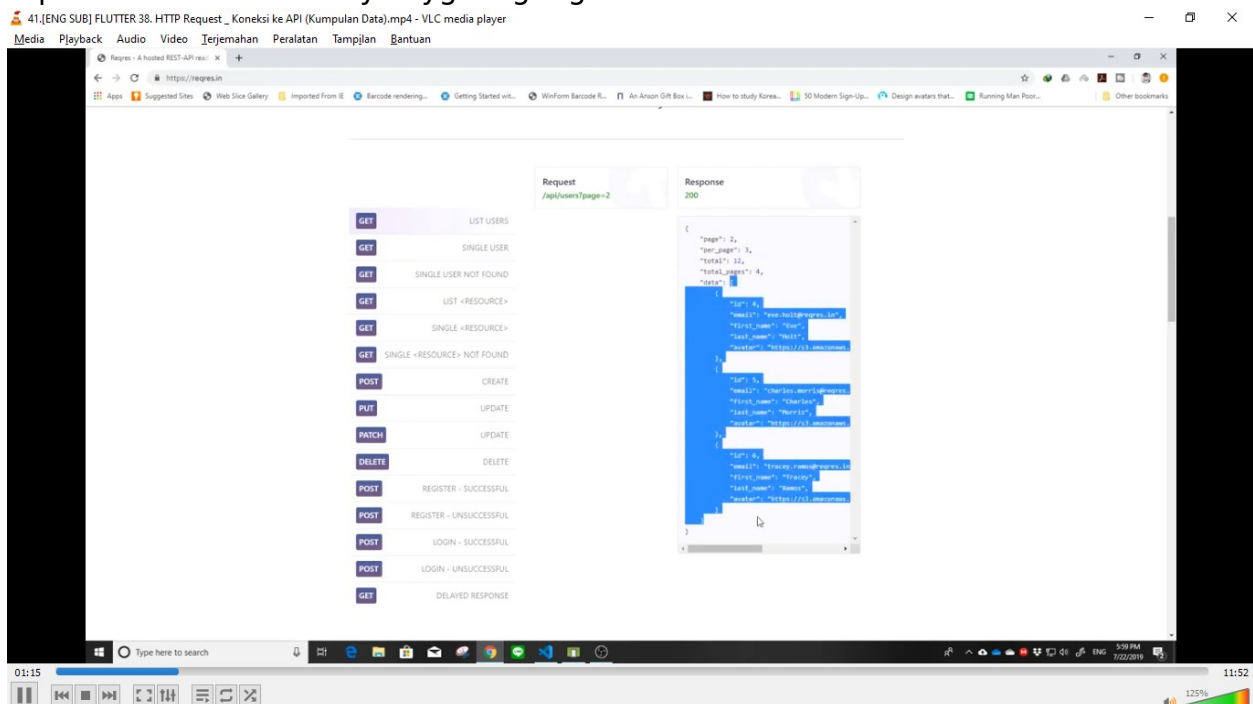 41.[ENG SUB] FLUTTER 38. HTTP Request _ Koneksi ke API (Kumpulan Data).mp4 - VLC media player
Media Playback Audio Video Terjemahan Peralatan Tampilan Bantuan
Reqres - A hosted REST-API rea
https://reqres.in
Apps Suggested Sites Web Slice Gallery Imported From IE Barcode rendering... Getting Started wit... WinForm Barcode R... An Anson Gift Box i... How to study Korea... 50 Modern Sign-Up... Design avatars that... Running Man Poor... Other bookmarks
Request
/api/users?page=2
Response
200
GET LIST USERS
GET SINGLE USER
GET SINGLE USER NOT FOUND
GET LIST <RESOURCE>
GET SINGLE <RESOURCE>
GET SINGLE <RESOURCE> NOT FOUND
POST CREATE
PUT UPDATE
PATCH UPDATE
DELETE DELETE
POST REGISTER - SUCCESSFUL
POST REGISTER - UNSUCCESSFUL
POST LOGIN - SUCCESSFUL
POST LOGIN - UNSUCCESSFUL
GET DELAYED RESPONSE
{
"page": 2,
"per_page": 3,
"total": 12,
"total_pages": 4,
"data": [
{
"id": 4,
"email": "eve.holt@reqres.in",
"first_name": "Eve",
"last_name": "Holt",
"avatar": "https://s3.amazonaws.
},
{
"id": 5,
"email": "charles.morris@reqres.
"first_name": "Charles",
"last_name": "Morris",
"avatar": "https://s3.amazonaws.
},
{
"id": 6,
"email": "tracey.ramos@reqres.in
"first_name": "Tracey",
"last_name": "Ramos",
"avatar": "https://s3.amazonaws.
}
]
}
Type here to search
ENG 5:59 PM
7/22/2019
01:15 11:52
125%